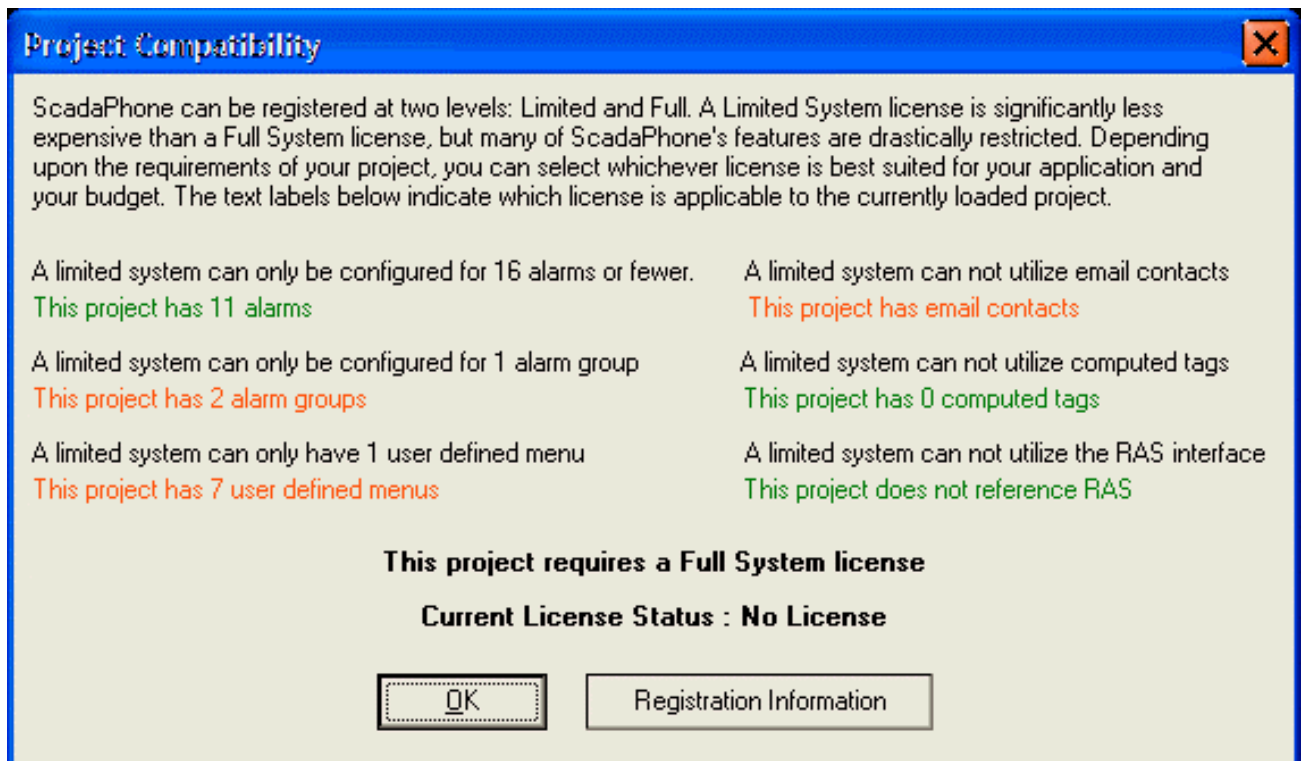 Project Compatibility
ScadaPhone can be registered at two levels: Limited and Full. A Limited System license is significantly less
expensive than a Full System license, but many of ScadaPhone's features are drastically restricted. Depending
upon the requirements of your project, you can select whichever license is best suited for your application and
your budget. The text labels below indicate which license is applicable to the currently loaded project.
A limited system can only be configured for 16 alarms or fewer.
This project has 11 alarms
A limited system can not utilize email contacts
This project has email contacts
A limited system can only be configured for 1 alarm group
This project has 2 alarm groups
A limited system can not utilize computed tags
This project has 0 computed tags
A limited system can only have 1 user defined menu
This project has 7 user defined menus
A limited system can not utilize the RAS interface
This project does not reference RAS
This project requires a Full System license
Current License Status : No License
OK
Registration Information